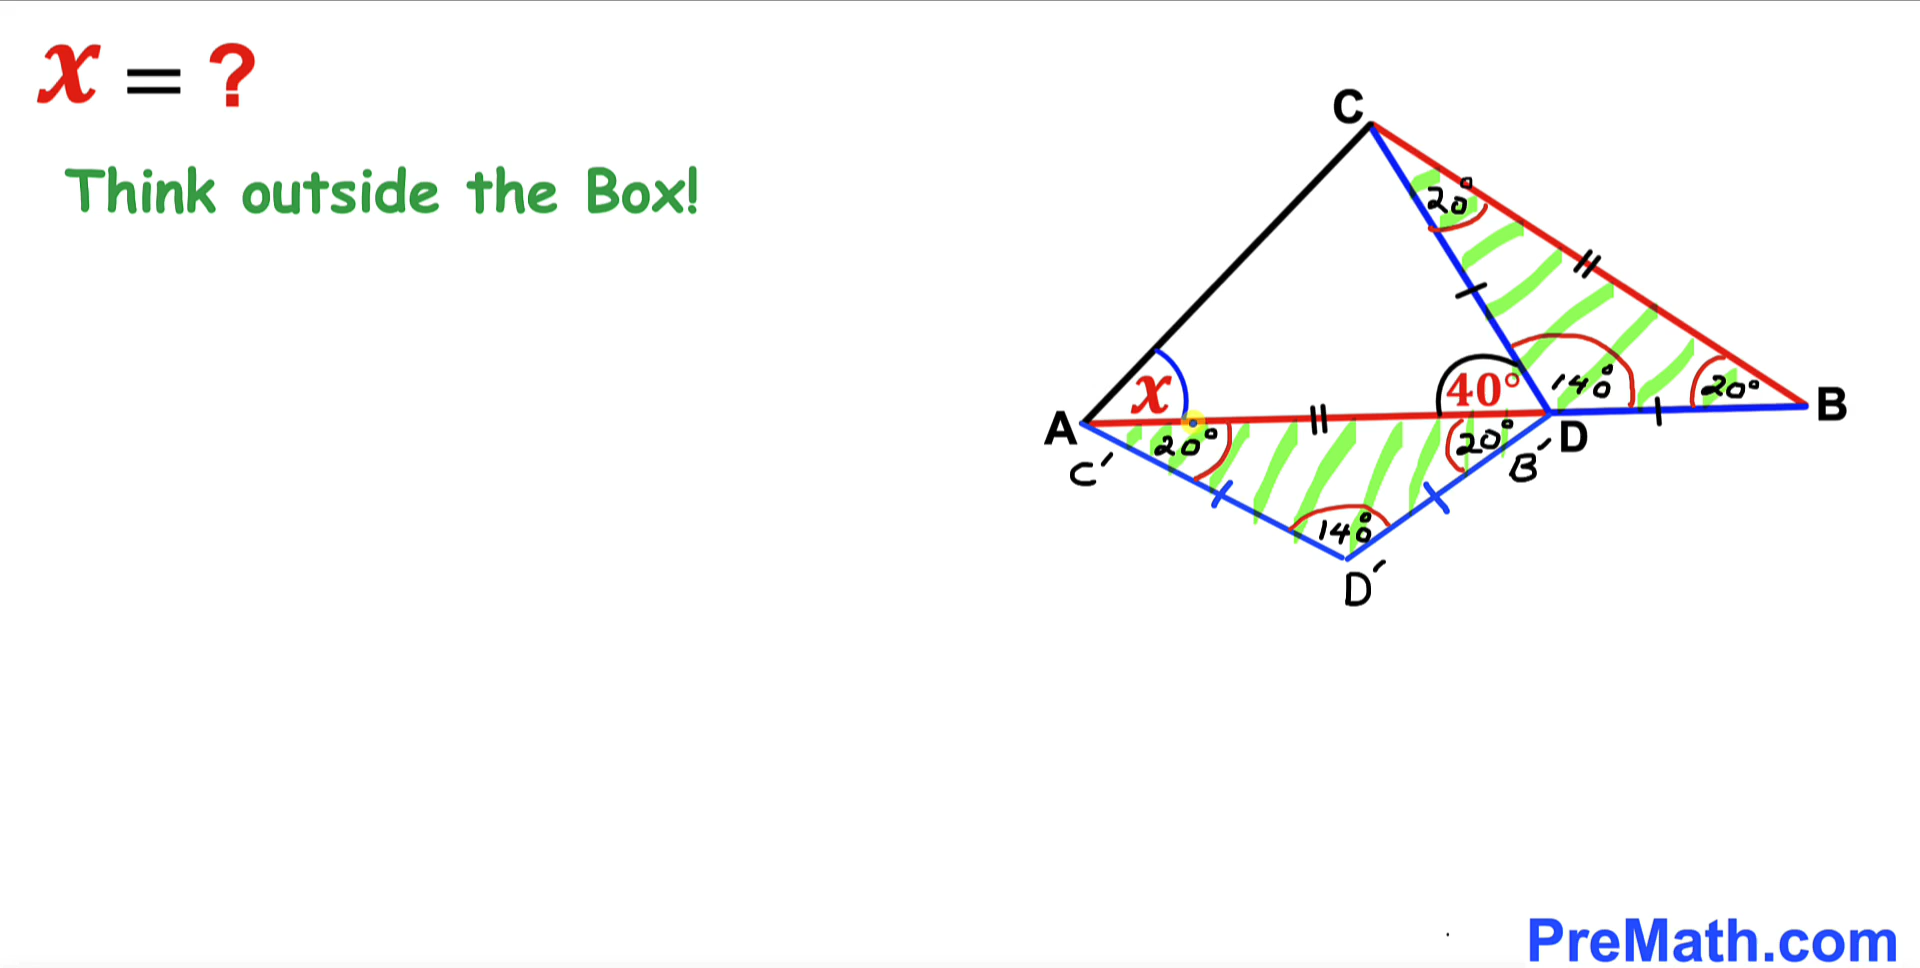 x = ?
Think outside the Box!
C
20°
x
40°
140°
20°
A
B
20°
20°
D
C′
B′
140°
D′
PreMath.com